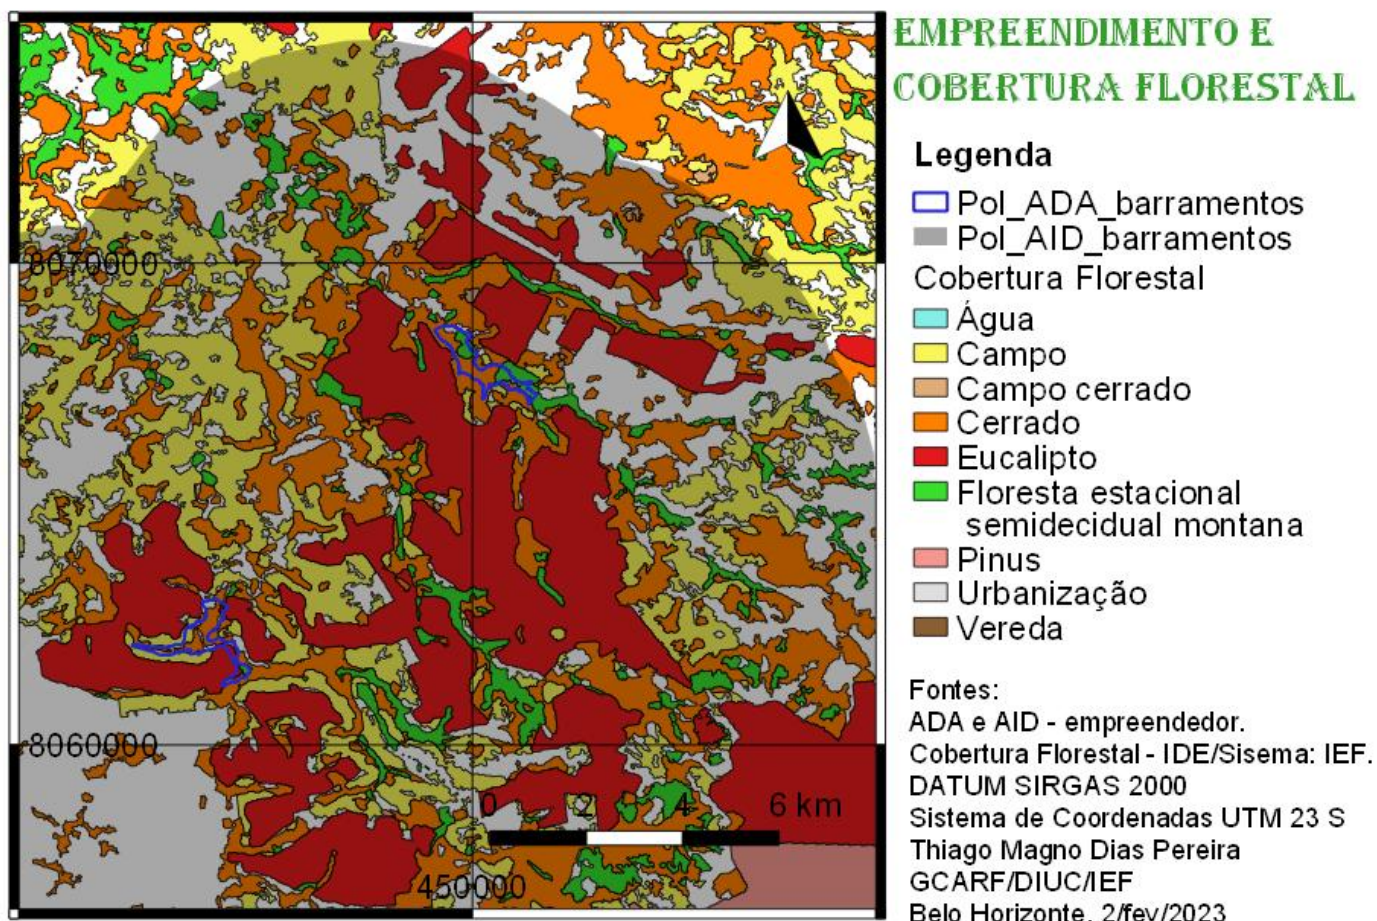 EMPREENDIMENTO E
COBERTURA FLORESTAL
Legenda
Pol_ADA_barramentos
Pol_AID_barramentos
Cobertura Florestal
Água
Campo
Campo cerrado
Cerrado
Eucalipto
Floresta estacional
semidecidual montana
Pinus
Urbanização
Vereda
Fontes:
ADA e AID - empreendedor.
Cobertura Florestal - IDE/Sisema: IEF.
DATUM SIRGAS 2000
Sistema de Coordenadas UTM 23 S
Thiago Magno Dias Pereira
GCARF/DIUC/IEF
Belo Horizonte, 2/fev/2023
8070000
8060000
0 2 4 6 km
450000